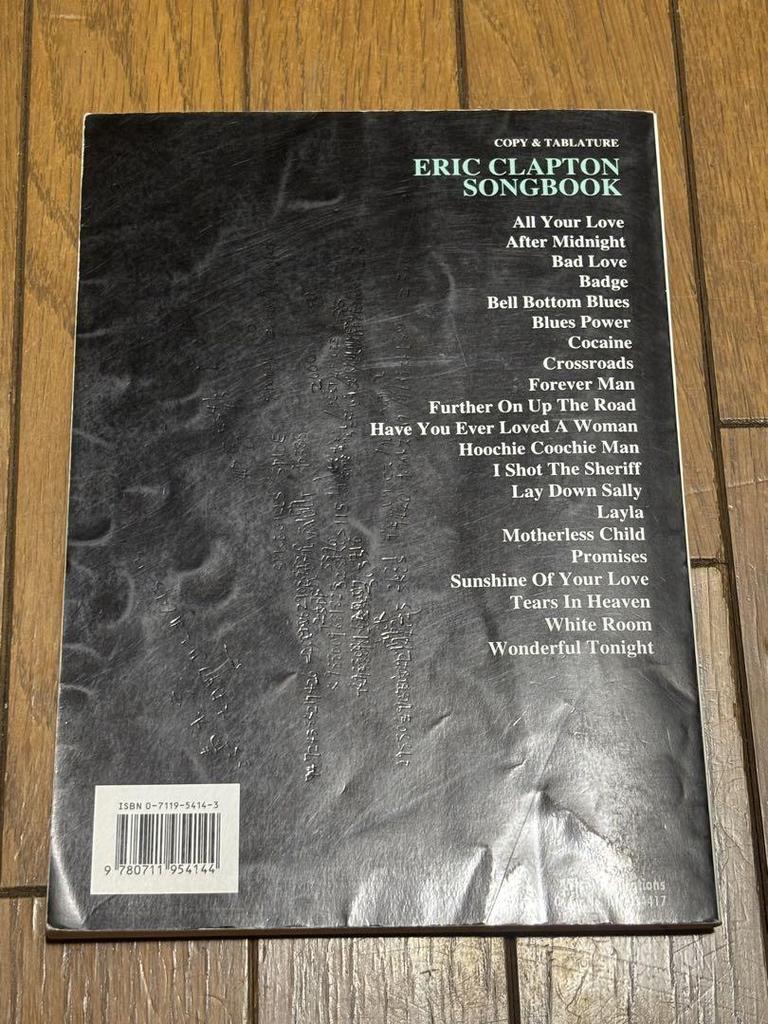 COPY & TABLATURE
ERIC CLAPTON
SONGBOOK
All Your Love
After Midnight
Bad Love
Badge
Bell Bottom Blues
Blues Power
Cocaine
Crossroads
Forever Man
Further On Up The Road
Have You Ever Loved A Woman
Hoochie Coochie Man
I Shot The Sheriff
Lay Down Sally
Layla
Motherless Child
Promises
Sunshine Of Your Love
Tears In Heaven
White Room
Wonderful Tonight
ISBN 0-7119-5414-3
9 780711 954144